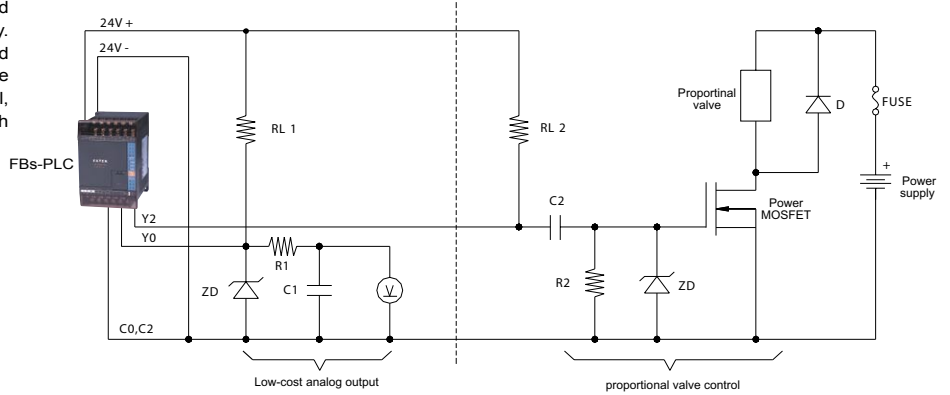 d
y.
d
e
l,
h
24V +
24V -
RL 1
RL 2
Proportinal
valve
D
FUSE
FBs-PLC
FATEK
+
Power
supply
Y2
C2
Power
MOSFET
Y0
R1
ZD
C1
V
R2
ZD
C0,C2
Low-cost analog output
proportional valve control